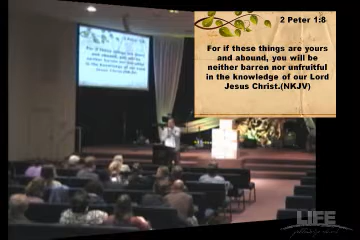 2 Peter 1:8
For if these things are yours
and abound, you will be
neither barren nor unfruitful
in the knowledge of our Lord
Jesus Christ.(NKJV)
LIFE